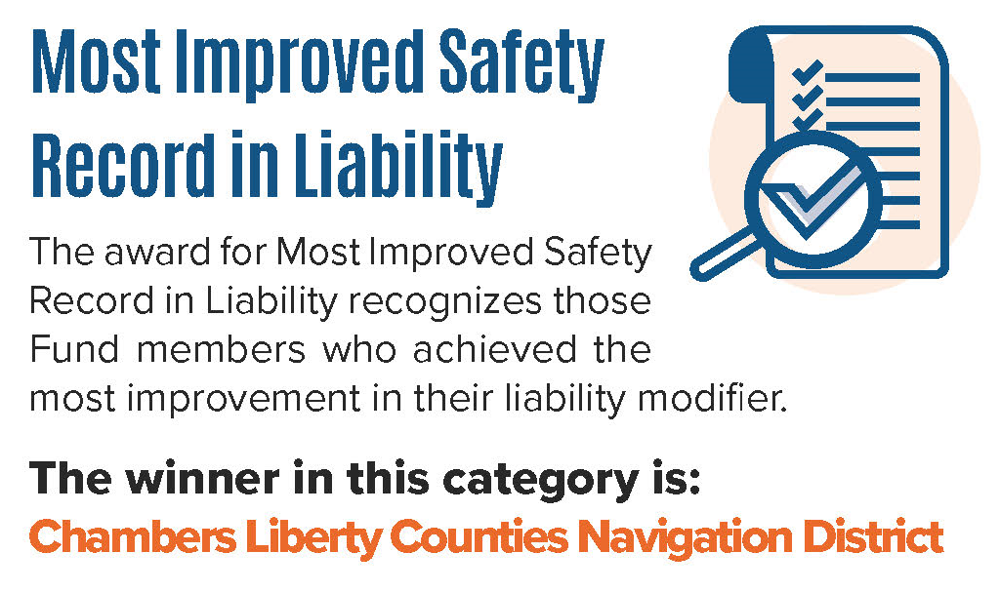 Most Improved Safety
Record in Liability
The award for Most Improved Safety
Record in Liability recognizes those
Fund members who achieved the
most improvement in their liability modifier.
The winner in this category is:
Chambers Liberty Counties Navigation District